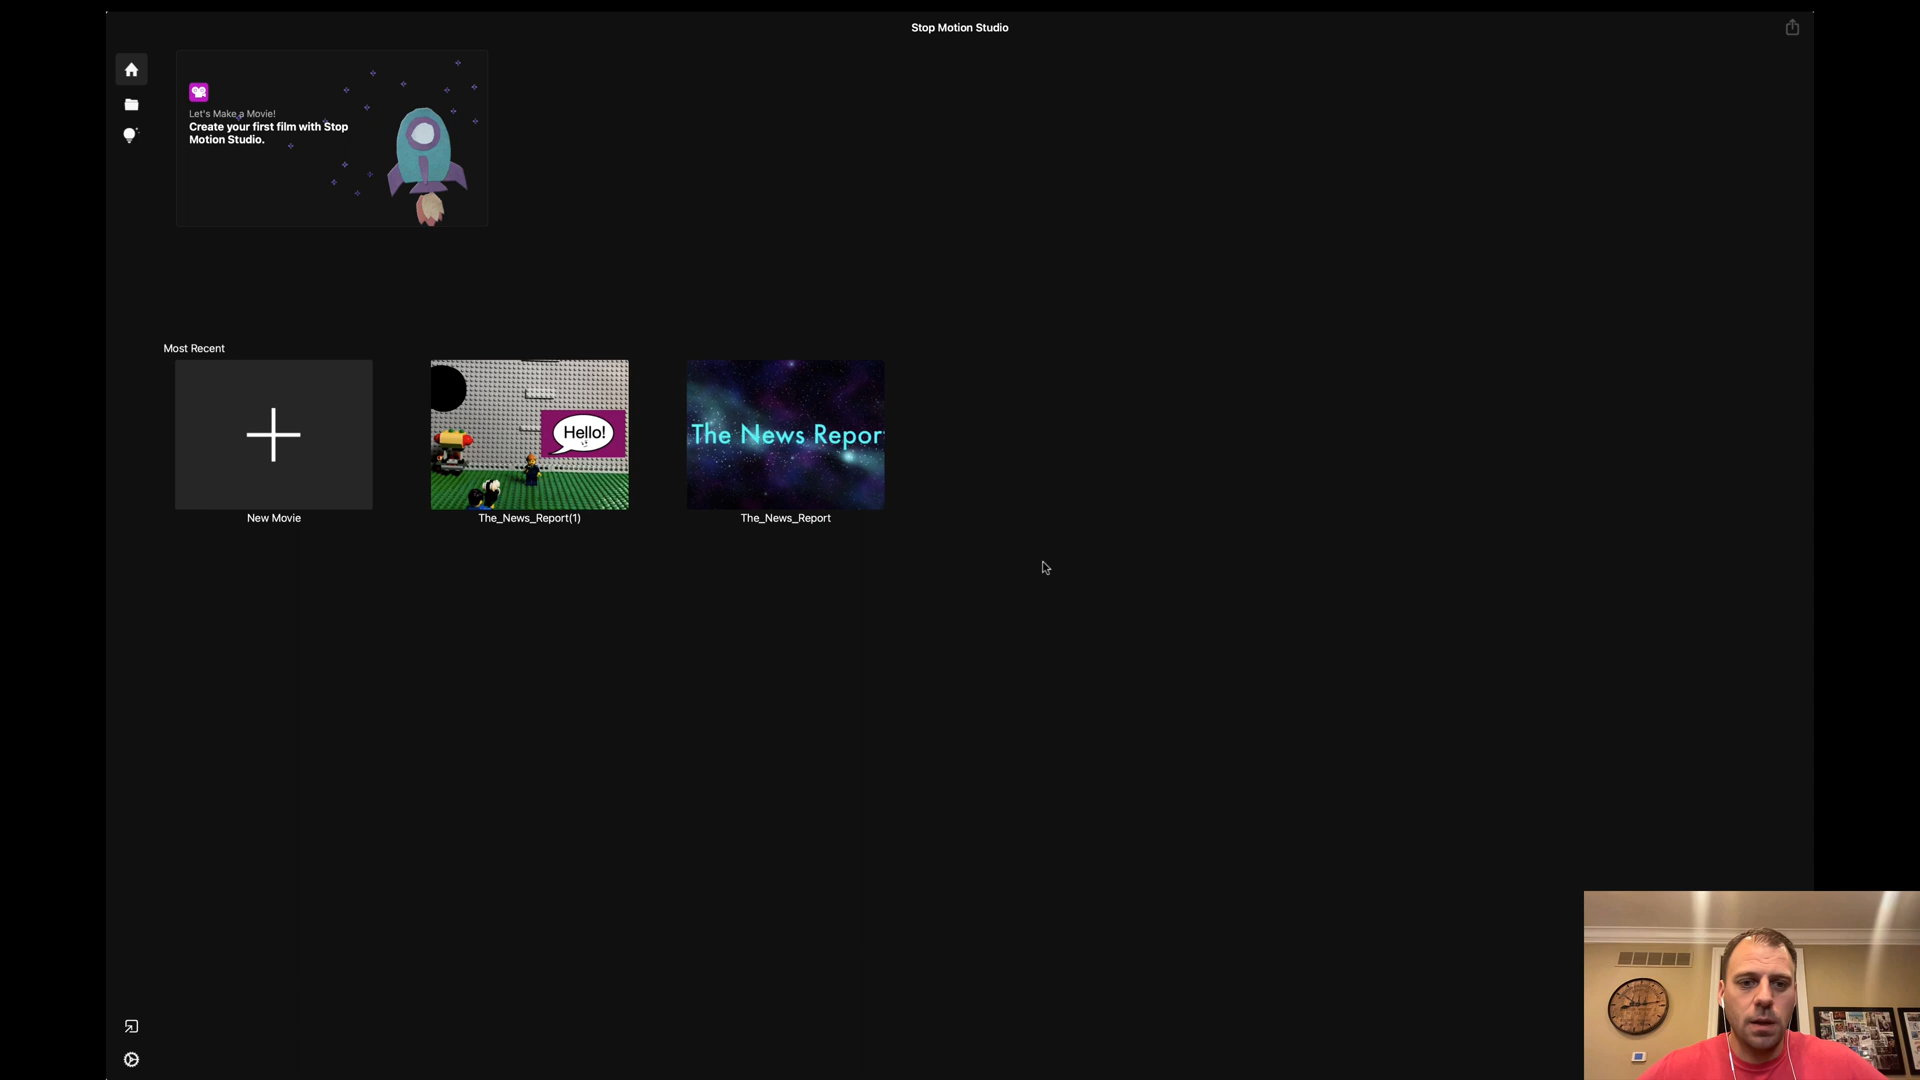 Stop Motion Studio
Let's Make a Movie!
Create your first film with Stop
Motion Studio.
Most Recent
Hello!
The News Repor
New Movie
The_News_Report(1)
The_News_Report